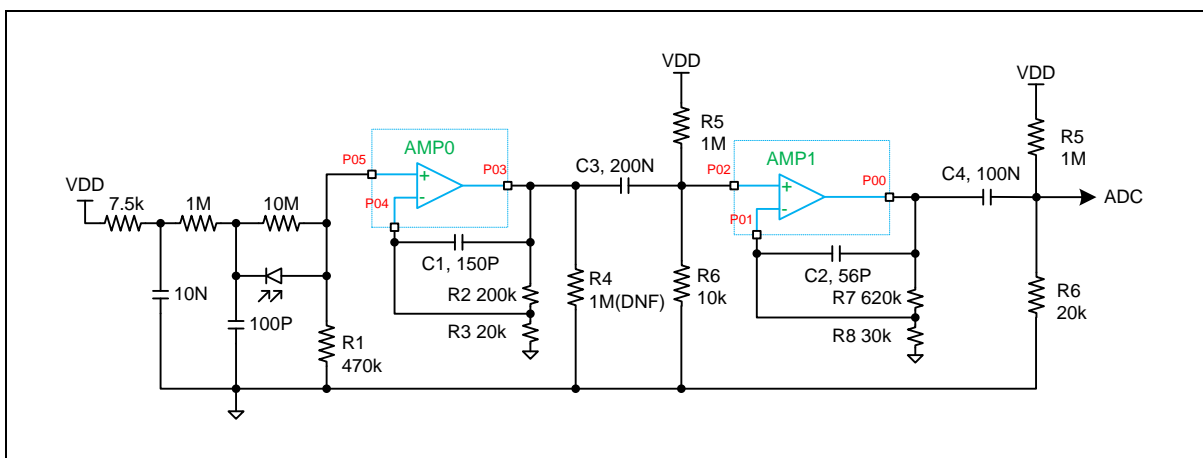 VDD
7.5k
1M
10M
10N
100P
R1
470k
P05
P04
AMP0
P03
C1, 150P
R2 200k
R3 20k
C3, 200N
R4
1M(DNF)
VDD
R5
1M
R6
10k
P02
P01
AMP1
P00
C2, 56P
R7 620k
R8 30k
C4, 100N
VDD
R5
1M
ADC
R6
20k